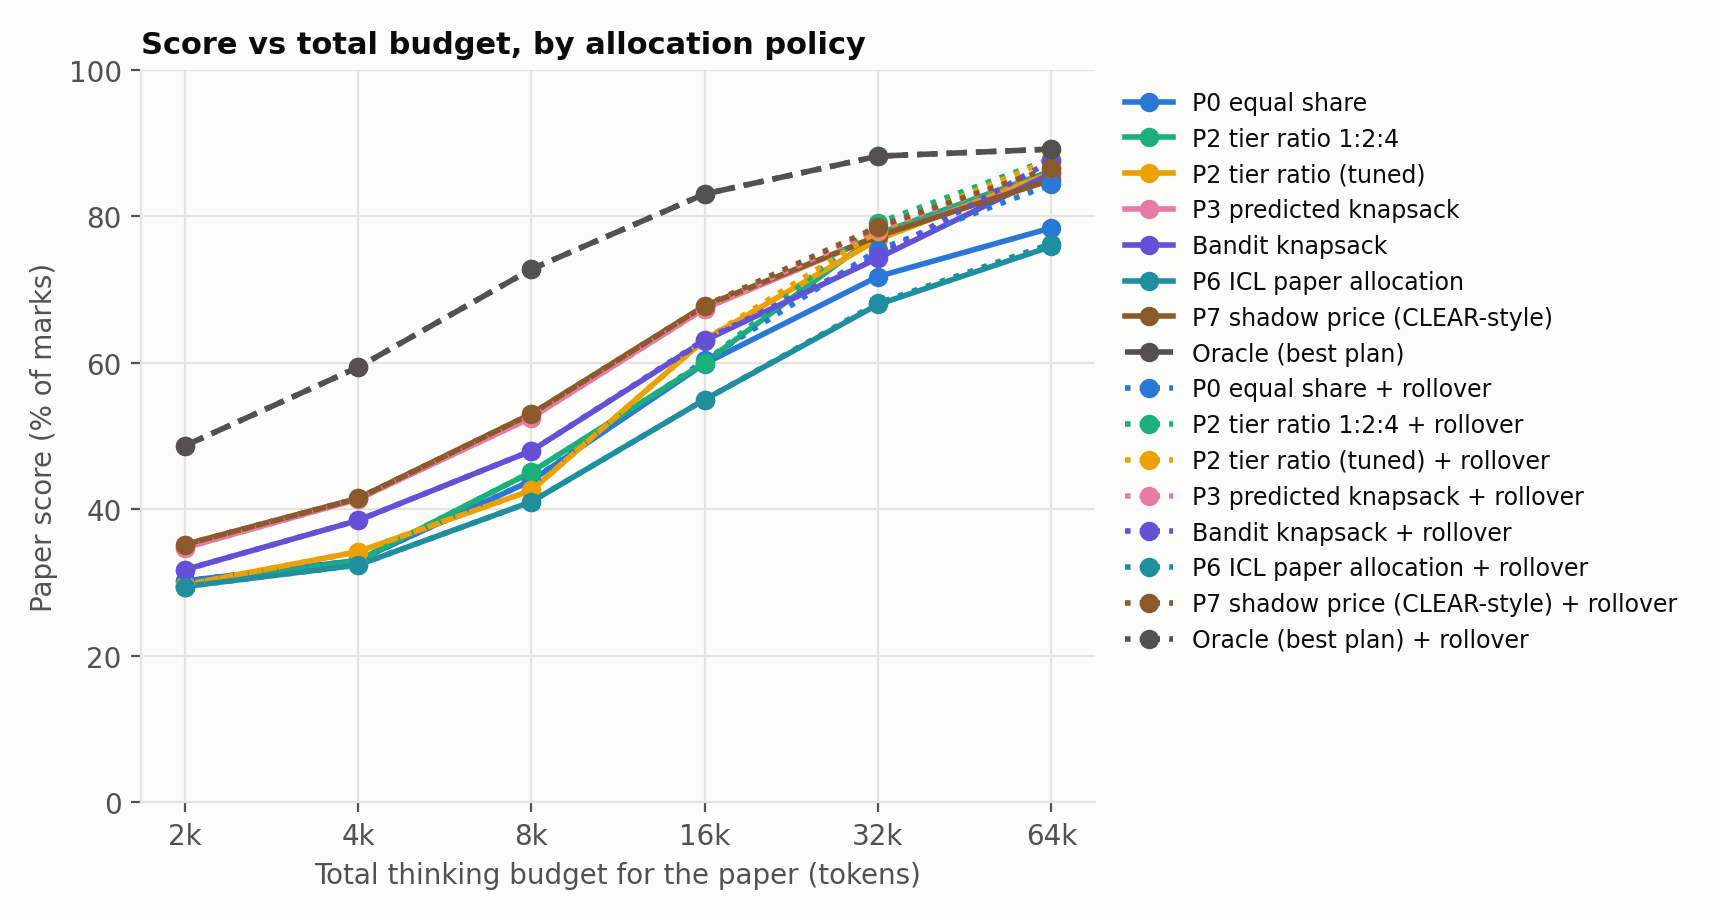 Score vs total budget, by allocation policy
100
80
60
40
20
0
Paper score (% of marks)
2k
4k
8k
16k
32k
64k
Total thinking budget for the paper (tokens)
P0 equal share
P2 tier ratio 1:2:4
P2 tier ratio (tuned)
P3 predicted knapsack
Bandit knapsack
P6 ICL paper allocation
P7 shadow price (CLEAR-style)
Oracle (best plan)
P0 equal share + rollover
P2 tier ratio 1:2:4 + rollover
P2 tier ratio (tuned) + rollover
P3 predicted knapsack + rollover
Bandit knapsack + rollover
P6 ICL paper allocation + rollover
P7 shadow price (CLEAR-style) + rollover
Oracle (best plan) + rollover